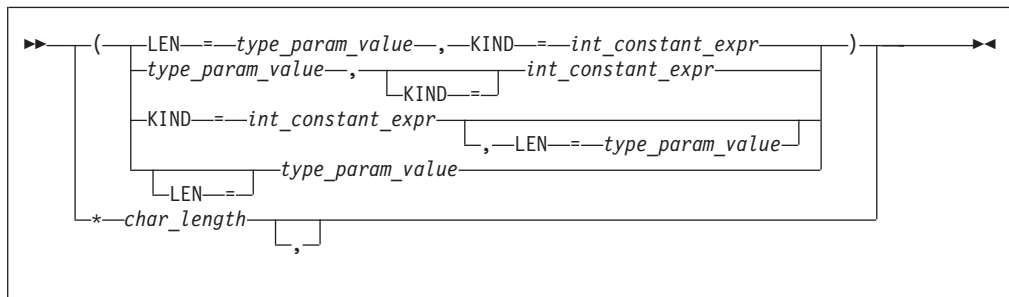 ( LEN = type_param_value , KIND = int_constant_expr )
type_param_value , int_constant_expr
KIND =
KIND = int_constant_expr
, LEN = type_param_value
type_param_value
LEN =
* char_length
,